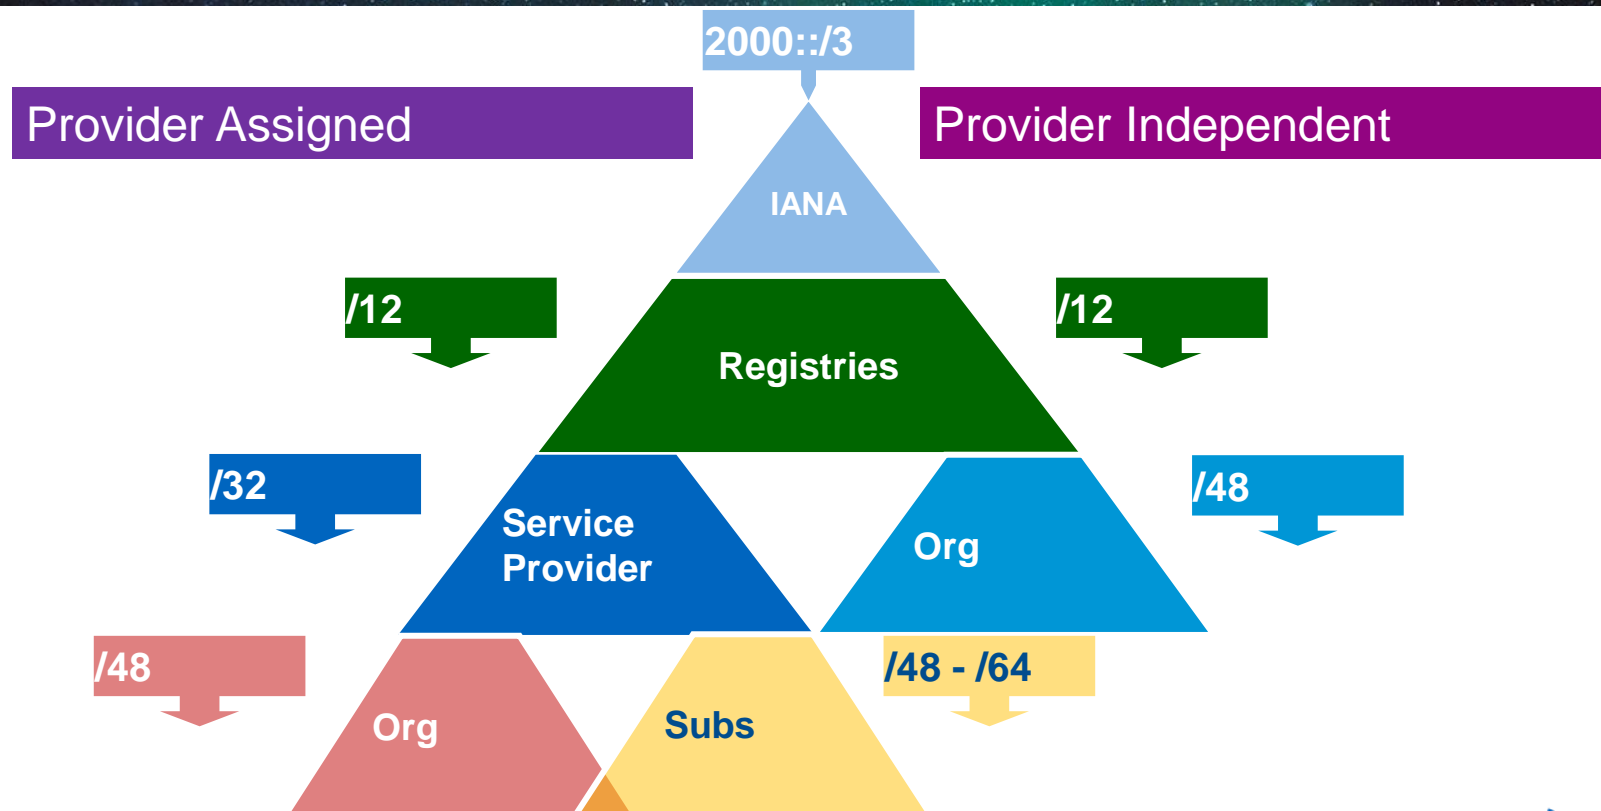 2000::/3
Provider Assigned
Provider Independent
IANA
/12
/12
Registries
/32
/48
Service
Provider
Org
/48
/48 - /64
Org
Subs